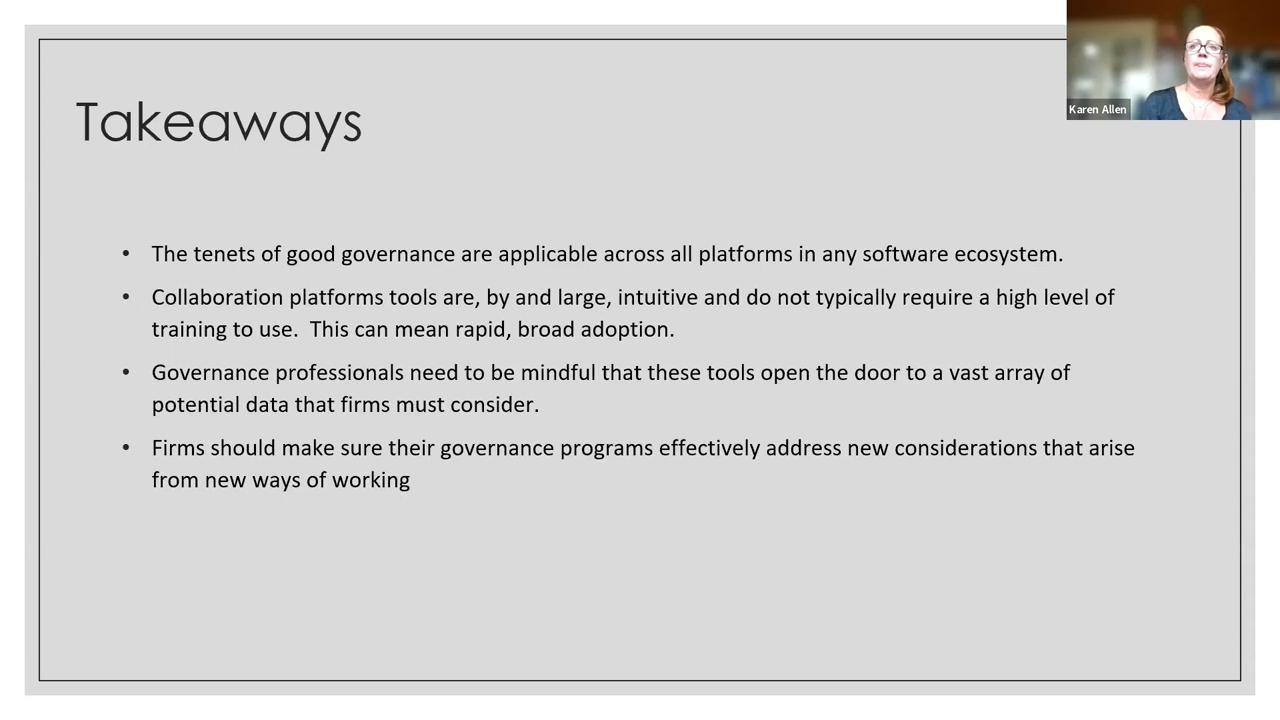 Karen Allen
Takeaways
• The tenets of good governance are applicable across all platforms in any software ecosystem.
• Collaboration platforms tools are, by and large, intuitive and do not typically require a high level of
training to use.  This can mean rapid, broad adoption.
• Governance professionals need to be mindful that these tools open the door to a vast array of
potential data that firms must consider.
• Firms should make sure their governance programs effectively address new considerations that arise
from new ways of working